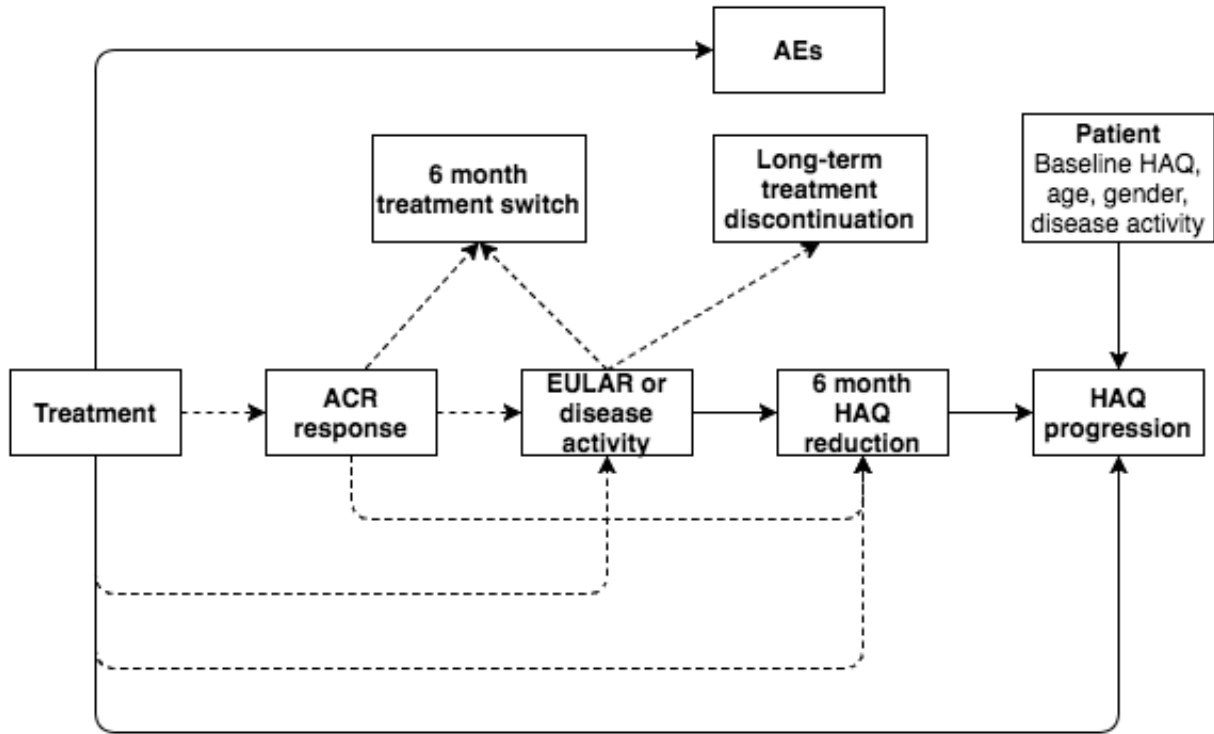 AEs
6 month
treatment switch
Long-term
treatment
discontinuation
Patient
Baseline HAQ,
age, gender,
disease activity
Treatment
ACR
response
EULAR or
disease
activity
6 month
HAQ
reduction
HAQ
progression